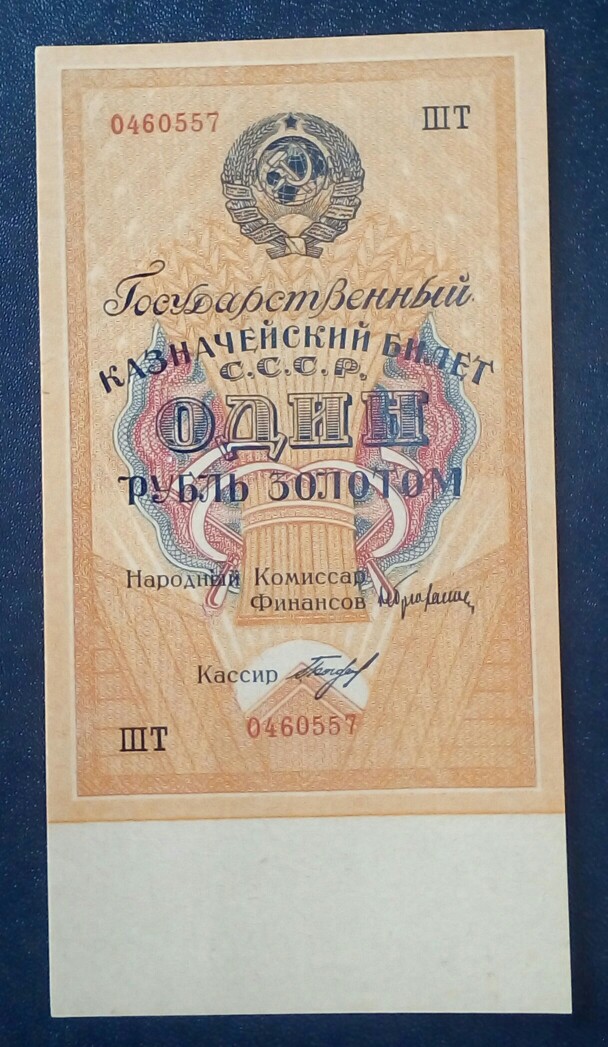 0460557 ШТ
Государственный
КАЗНАЧЕЙСКИЙ БИЛЕТ
С.С.С.Р.
ОДИН
РУБЛЬ ЗОЛОТОМ
Народный Комиссар
Финансов
Кассир
ШТ 0460557